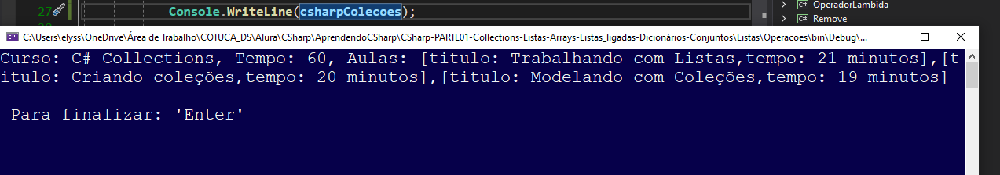 27 Console.WriteLine(csharpColecoes);
C# OperadorLambida
C# Remove
C:\Users\elyss\OneDrive\Área de Trabalho\COTUCA_DS\Alura\CSharp\AprendendoCSharp\CSharp-PARTE01-Collections-Listas-Arrays-Listas_ligadas-Dicionários-Conjuntos\Listas\Operacoes\bin\Debug\...
Curso: C# Collections, Tempo: 60, Aulas: [titulo: Trabalhando com Listas,tempo: 21 minutos],[t
itulo: Criando coleções,tempo: 20 minutos],[titulo: Modelando com Coleções,tempo: 19 minutos]
Para finalizar: 'Enter'